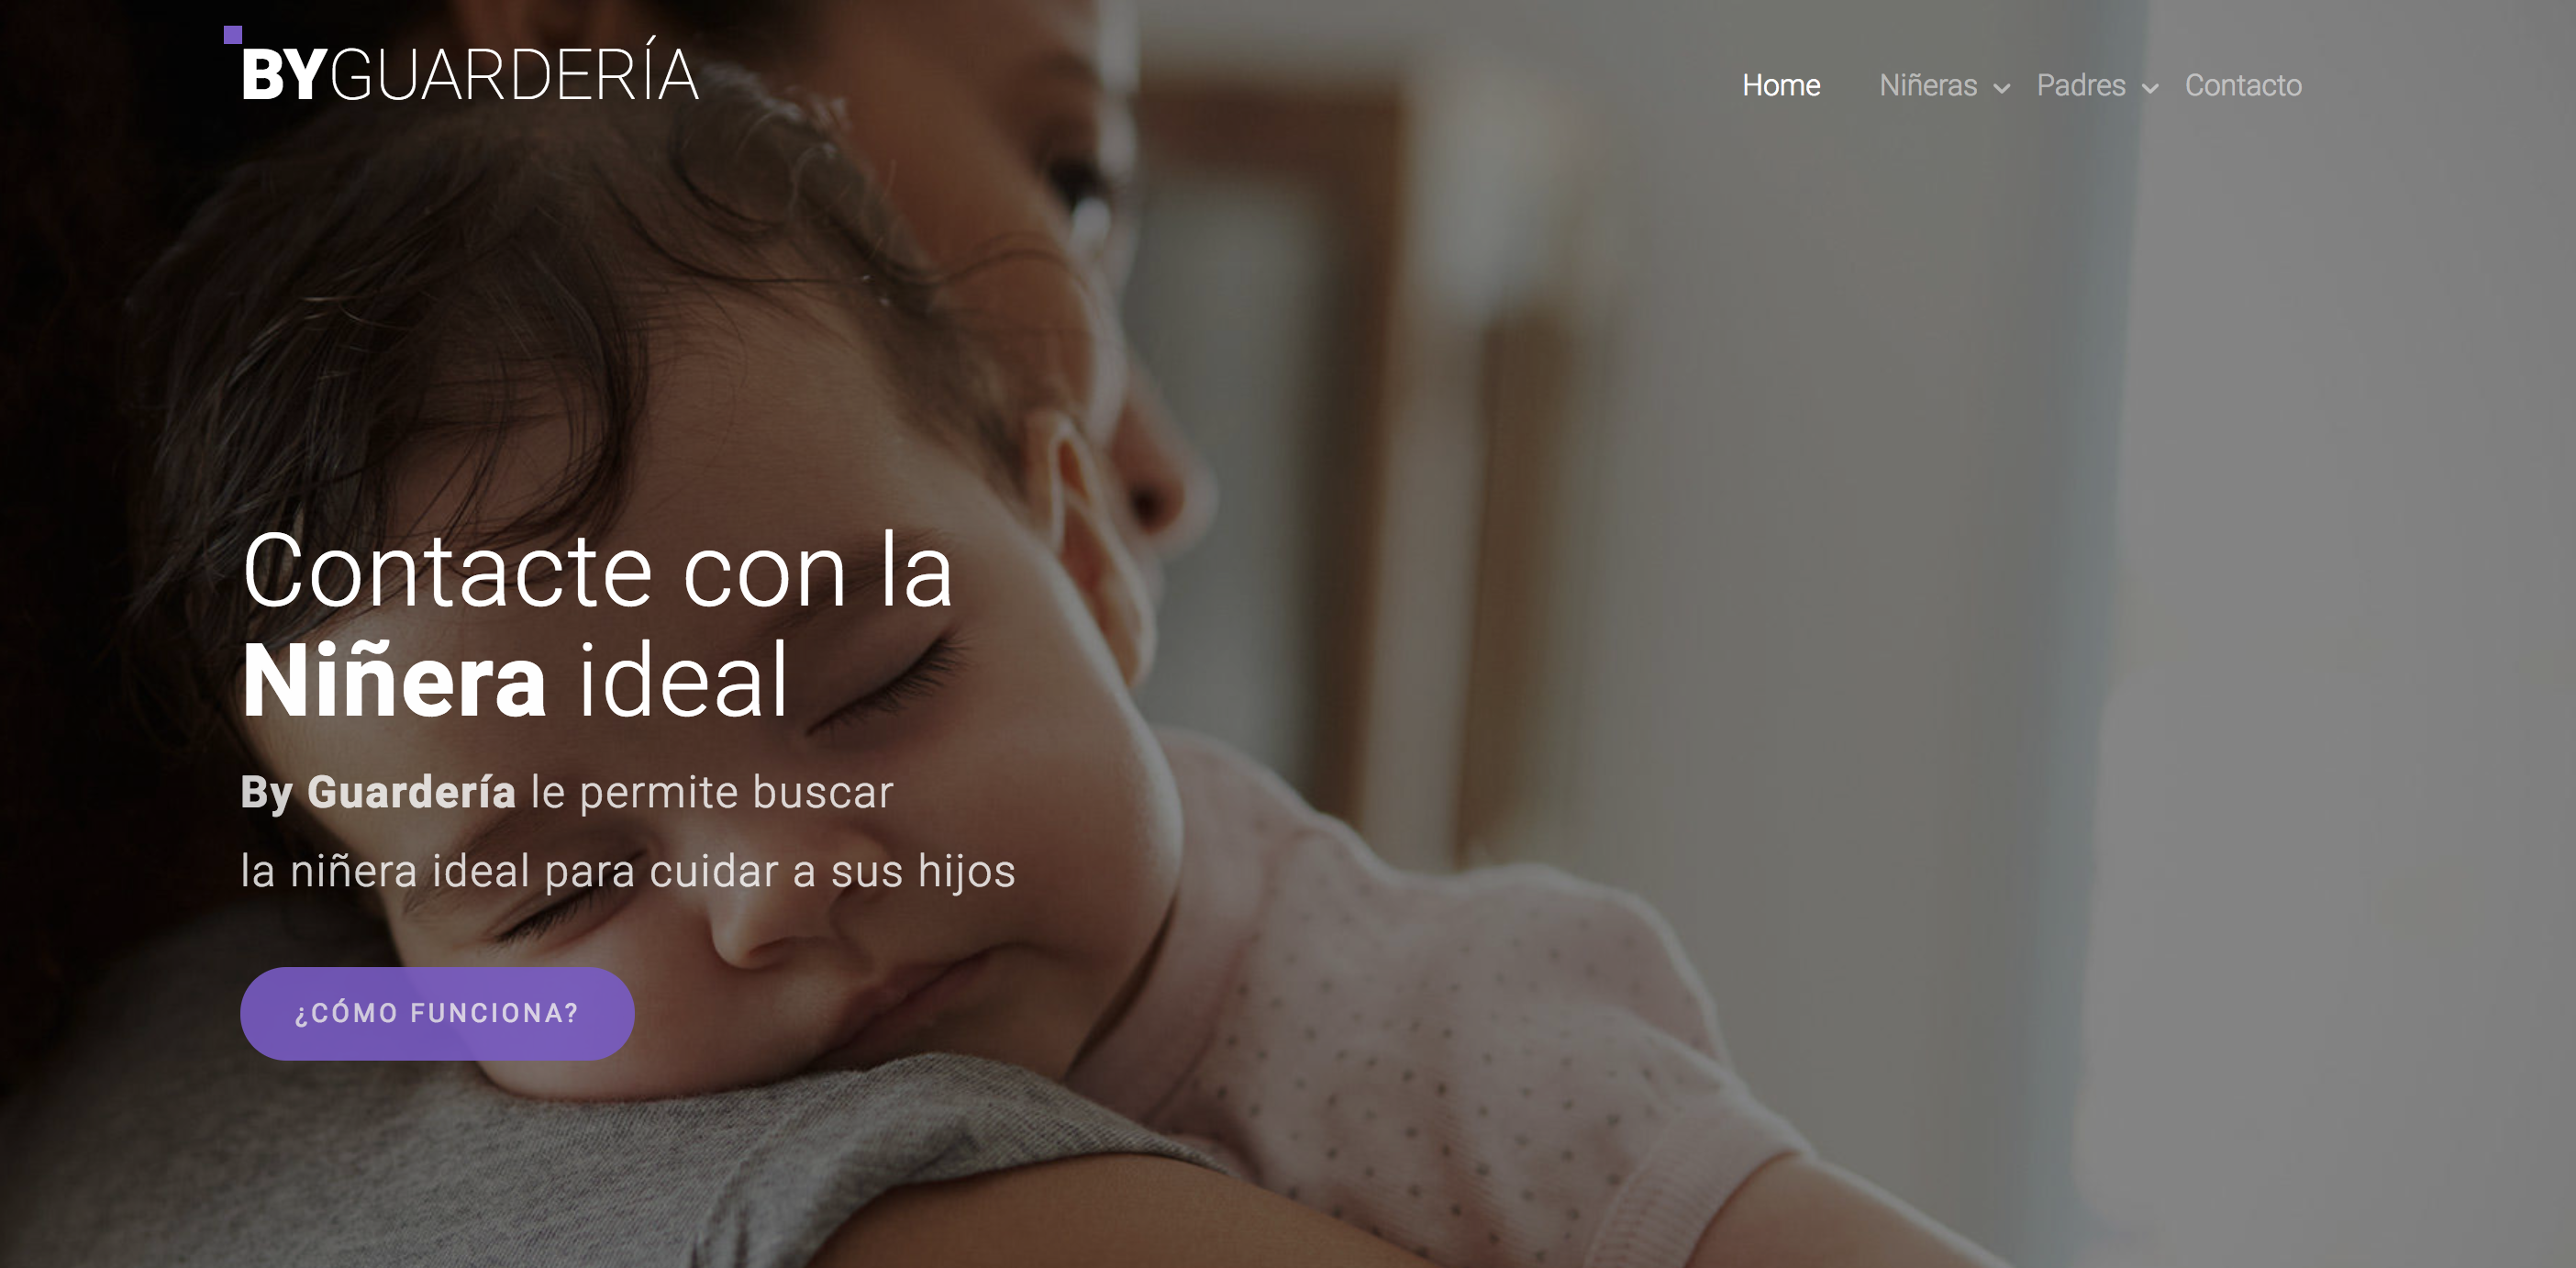 BYGUARDERÍA
Home Niñeras Padres Contacto
Contacte con la
Niñera ideal
By Guardería le permite buscar
la niñera ideal para cuidar a sus hijos
¿CÓMO FUNCIONA?